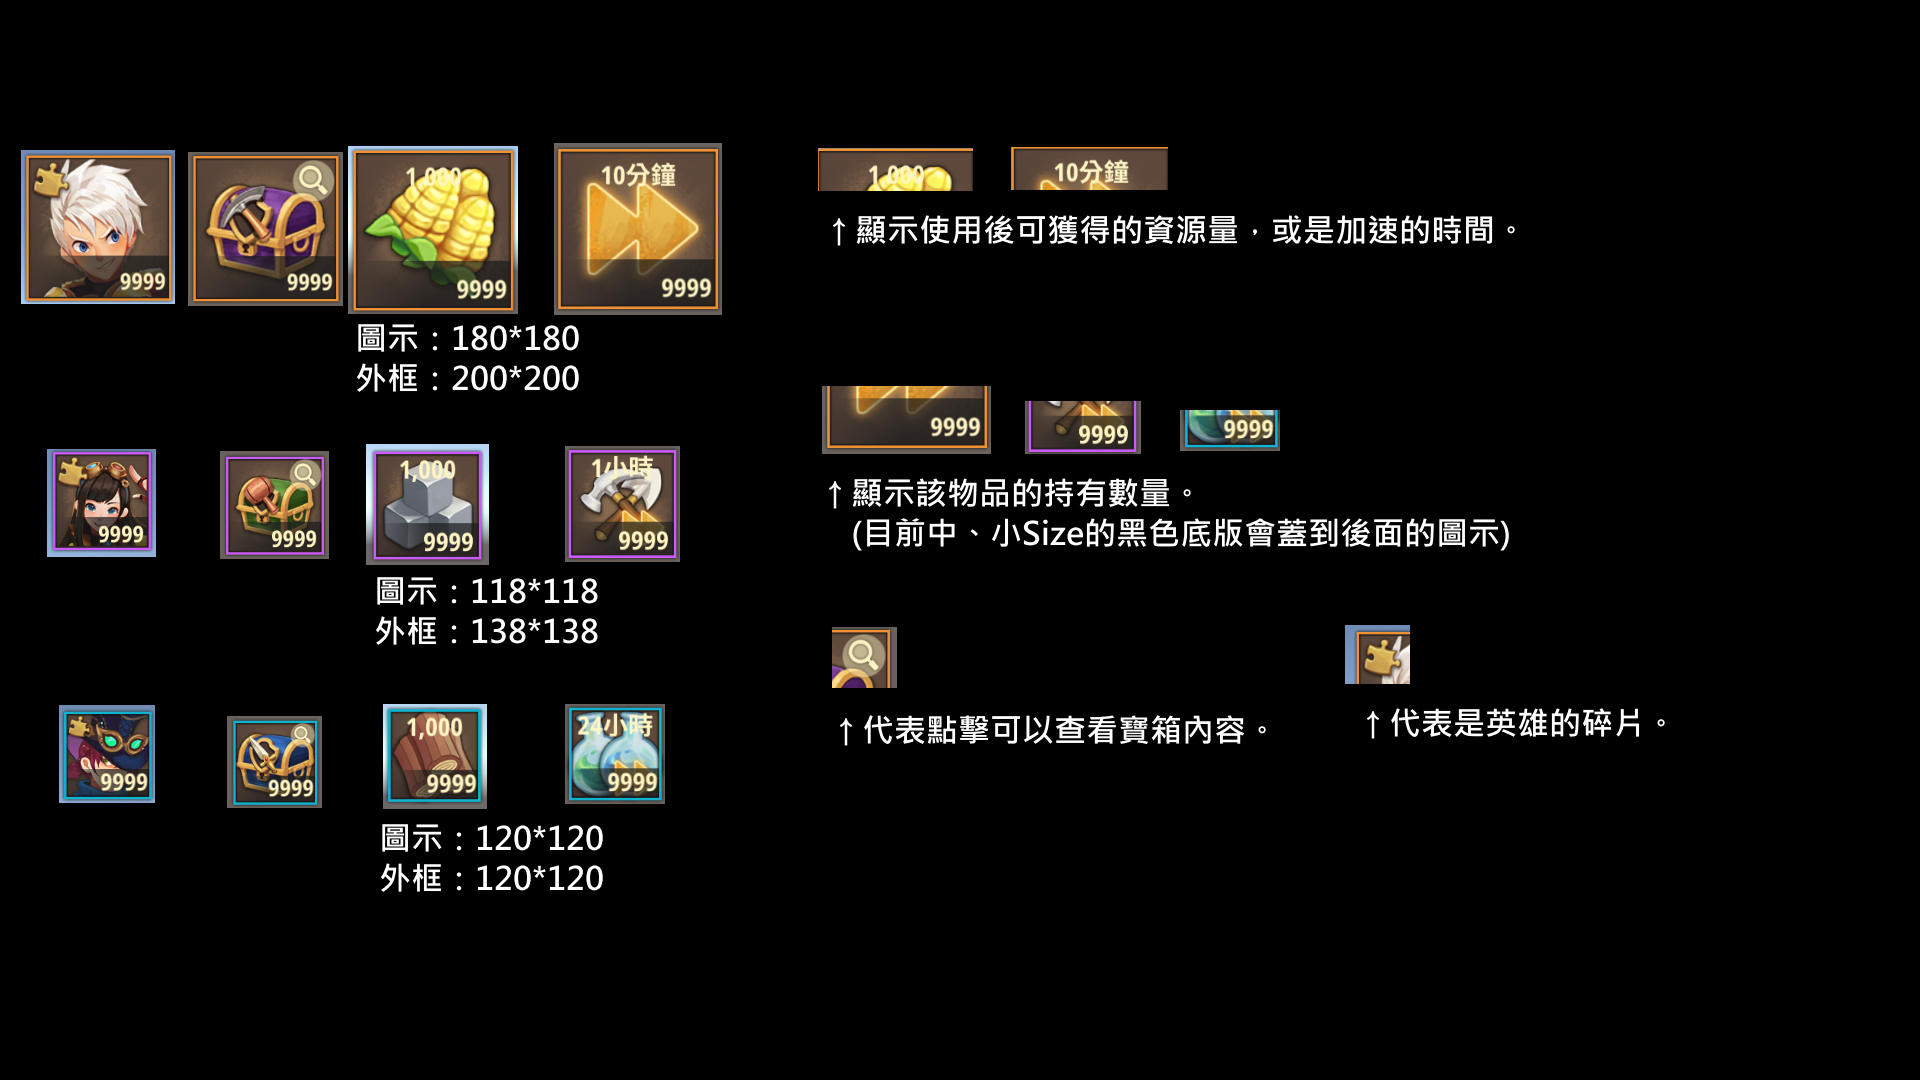 9999
9999
1,000
9999
10分鐘
9999
圖示：180*180
外框：200*200
9999
9999
1,000
9999
1小時
9999
圖示：118*118
外框：138*138
9999
9999
1,000
9999
24小時
9999
圖示：120*120
外框：120*120
1,000
10分鐘
↑顯示使用後可獲得的資源量，或是加速的時間。
9999
9999
9999
↑顯示該物品的持有數量。
(目前中、小Size的黑色底版會蓋到後面的圖示)
↑代表點擊可以查看寶箱內容。
↑代表是英雄的碎片。